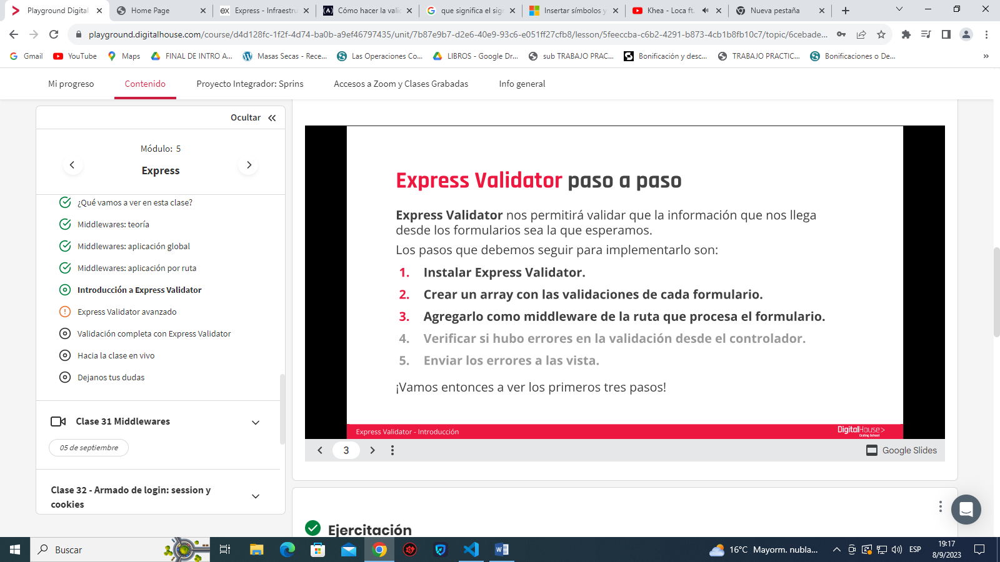 Playground Digital
Home Page
Express - Infraestru
Cómo hacer la valid
que significa el sign
Insertar símbolos y
Khea - Loca ft.
Nueva pestaña
playground.digitalhouse.com/course/d4d128fc-1f2f-4d74-ba0b-a9ef46797435/unit/7b87e9b7-d2e6-40e9-93c6-e051ff27cfb8/lesson/5feeccba-c6b2-4291-b873-4cb1b8fb10c7/topic/6cebade...
Gmail
YouTube
Maps
FINAL DE INTRO A...
Masas Secas - Rece...
Las Operaciones Co...
LIBROS - Google Dr...
sub TRABAJO PRAC...
Bonificación y desc...
TRABAJO PRACTIC...
Bonificaciones o De...
»
Mi progreso
Contenido
Proyecto Integrador: Sprins
Accesos a Zoom y Clases Grabadas
Info general
Ocultar
Módulo: 5
Express
¿Qué vamos a ver en esta clase?
Middlewares: teoría
Middlewares: aplicación global
Middlewares: aplicación por ruta
Introducción a Express Validator
Express Validator avanzado
Validación completa con Express Validator
Hacia la clase en vivo
Dejanos tus dudas
Clase 31 Middlewares
05 de septiembre
Clase 32 - Armado de login: session y
cookies
Express Validator paso a paso
Express Validator nos permitirá validar que la información que nos llega
desde los formularios sea la que esperamos.
Los pasos que debemos seguir para implementarlo son:
1. Instalar Express Validator.
2. Crear un array con las validaciones de cada formulario.
3. Agregarlo como middleware de la ruta que procesa el formulario.
4. Verificar si hubo errores en la validación desde el controlador.
5. Enviar los errores a las vista.
¡Vamos entonces a ver los primeros tres pasos!
Express Validator - Introducción
DigitalHouse>
Coding School
3
Google Slides
Ejercitación
Buscar
16°C Mayorm. nubla...
ESP
19:17
8/9/2023